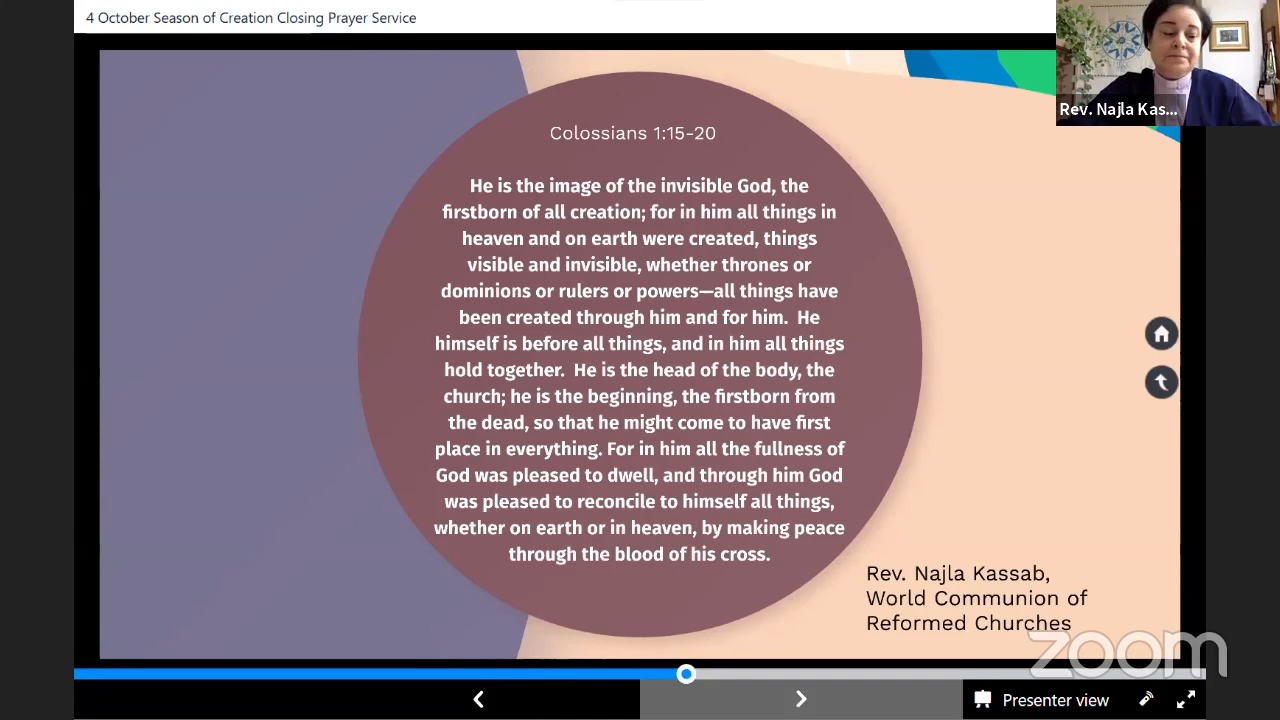 4 October Season of Creation Closing Prayer Service
Rev. Najla Kas...
Colossians 1:15-20
He is the image of the invisible God, the
firstborn of all creation; for in him all things in
heaven and on earth were created, things
visible and invisible, whether thrones or
dominions or rulers or powers—all things have
been created through him and for him.  He
himself is before all things, and in him all things
hold together.  He is the head of the body, the
church; he is the beginning, the firstborn from
the dead, so that he might come to have first
place in everything. For in him all the fullness of
God was pleased to dwell, and through him God
was pleased to reconcile to himself all things,
whether on earth or in heaven, by making peace
through the blood of his cross.
Rev. Najla Kassab,
World Communion of
Reformed Churches
zoom
Presenter view